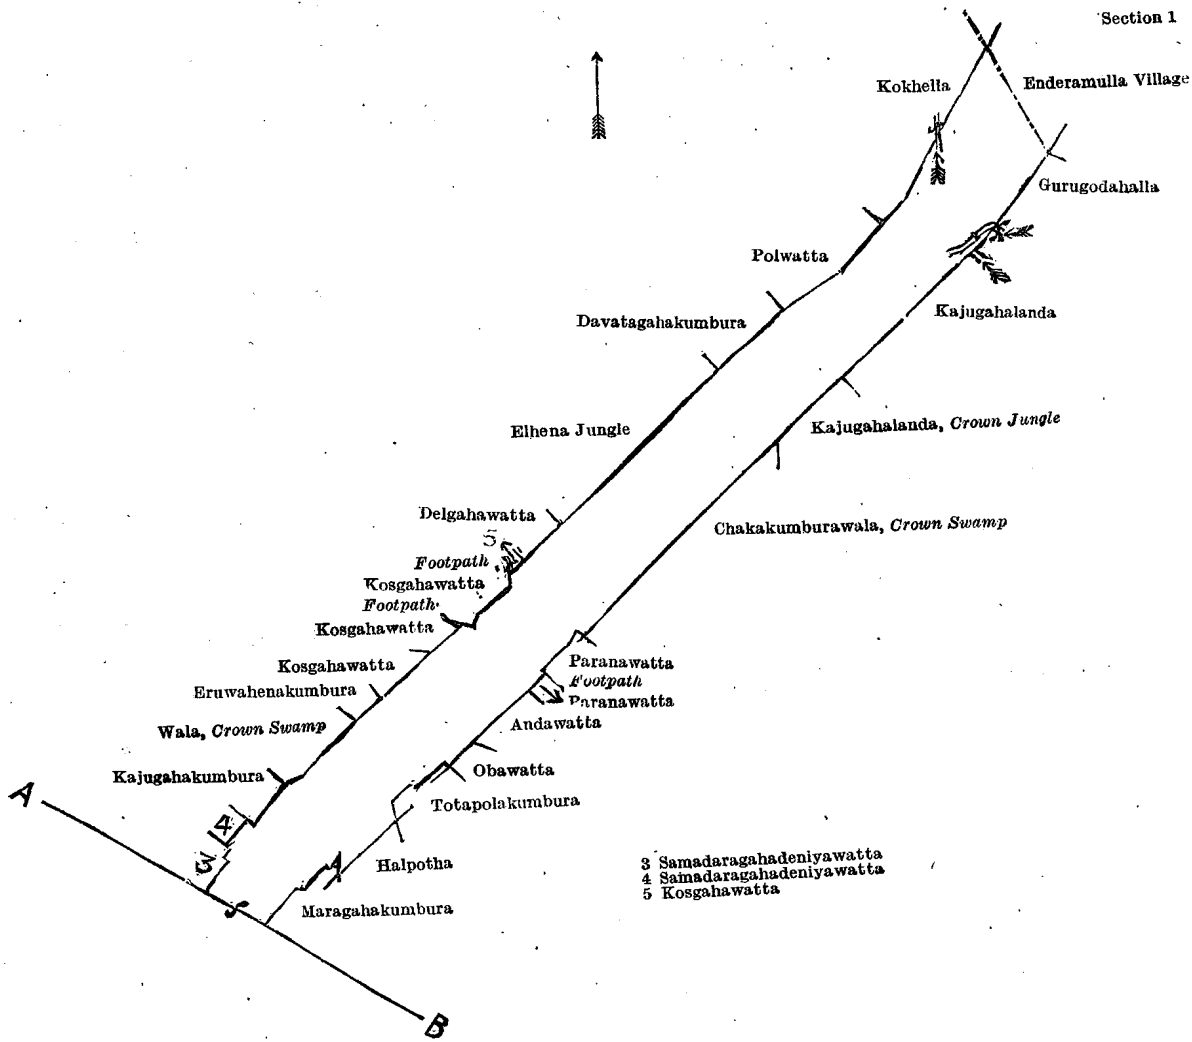 Section 1
Kokhella
Enderamulla Village
Gurugodahalla
Polwatta
Kajugahalanda
Davatagahakumbura
Kajugahalanda, Crown Jungle
Elhena Jungle
Delgahawatta
Chakakumburawala, Crown Swamp
5
Footpath
Kosgahawatta
Footpath
Kosgahawatta
Kosgahawatta
Paranawatta
Footpath
Eruwahenakumbura
Paranawatta
Andawatta
Wala, Crown Swamp
Kajugahakumbura
Obawatta
A
Totapolakumbura
4
3
Halpotha
3 Samadaragahadeniyawatta
4 Samadaragahadeniyawatta
5 Kosgahawatta
Maragahakumbura
B